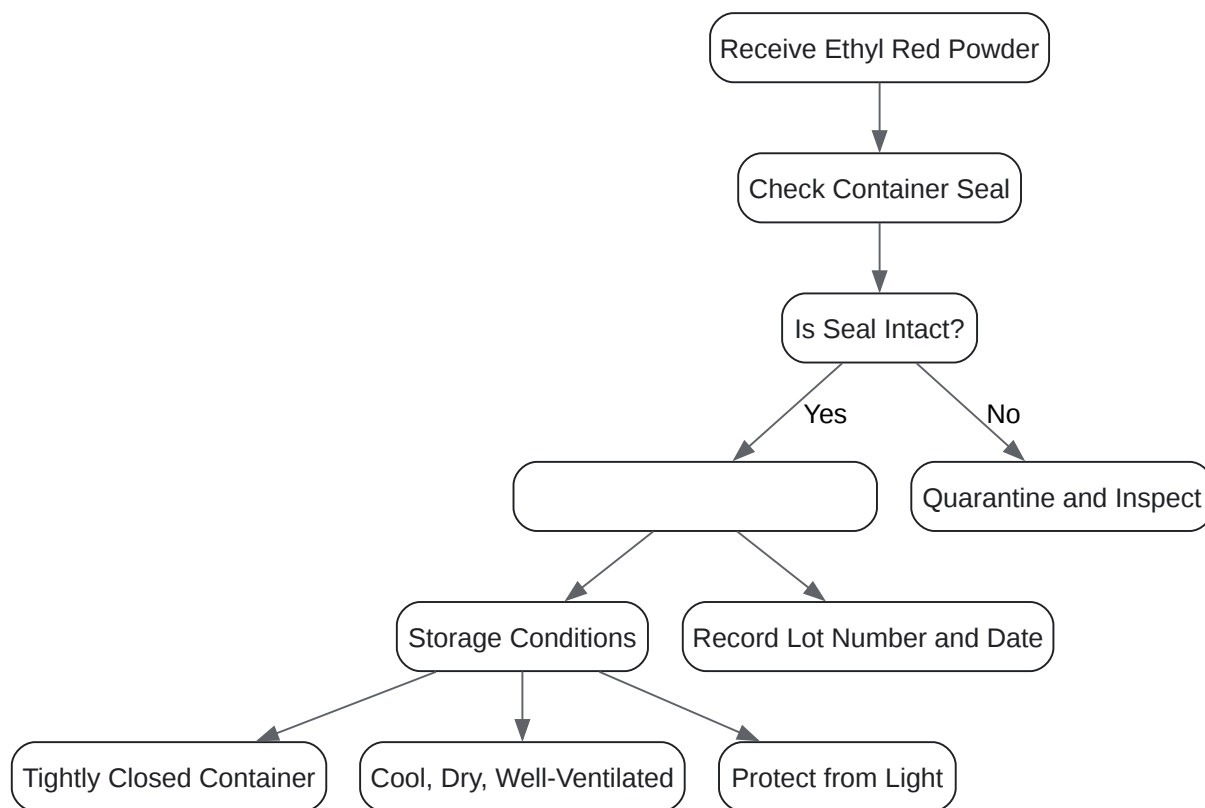 Receive Ethyl Red Powder
Check Container Seal
Is Seal Intact?
Yes
No
Quarantine and Inspect
Storage Conditions
Record Lot Number and Date
Tightly Closed Container
Cool, Dry, Well-Ventilated
Protect from Light